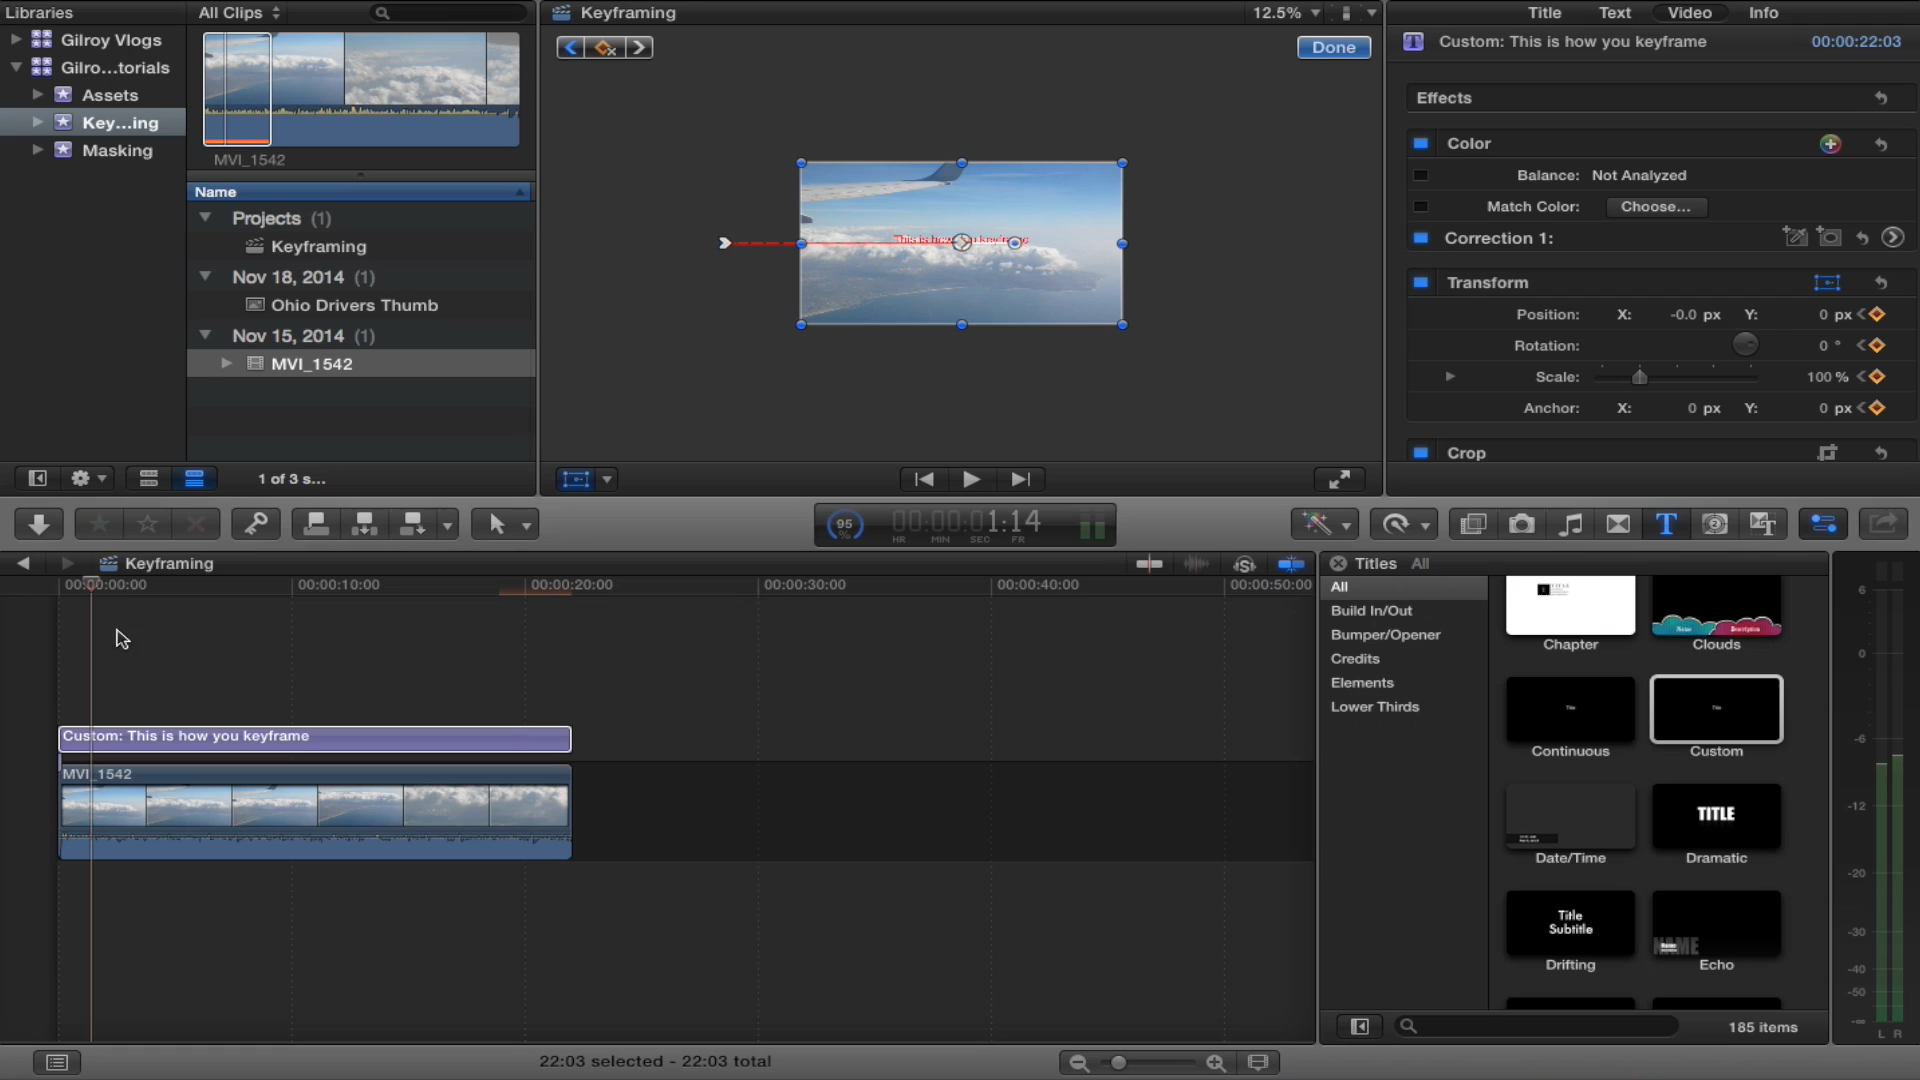 Libraries
Gilroy Vlogs
Gilro...torials
Assets
Key...ing
Masking
All Clips
MVI_1542
Name
Projects (1)
Keyframing
Nov 18, 2014 (1)
Ohio Drivers Thumb
Nov 15, 2014 (1)
MVI_1542
1 of 3 s...
Keyframing
12.5%
Done
This is how you keyframe
Title Text Video Info
Custom: This is how you keyframe
00:00:22:03
Effects
Color
Balance: Not Analyzed
Match Color: Choose...
Correction 1:
Transform
Position: X: -0.0 px Y: 0 px
Rotation: 0 °
Scale: 100 %
Anchor: X: 0 px Y: 0 px
Crop
95
%
00:00:01:14
HR MIN SEC FR
Keyframing
00:00:00:00
00:00:10:00
00:00:20:00
00:00:30:00
00:00:40:00
00:00:50:00
Custom: This is how you keyframe
MVI_1542
Titles All
All
Build In/Out
Bumper/Opener
Credits
Elements
Lower Thirds
Chapter
Clouds
Name
Description
Title
Continuous
Title
Custom
Date/Time
TITLE
Dramatic
Title
Subtitle
Drifting
NAME
Echo
185 items
6
0
-6
-12
-20
-30
-40
-50
-∞
L R
22:03 selected - 22:03 total